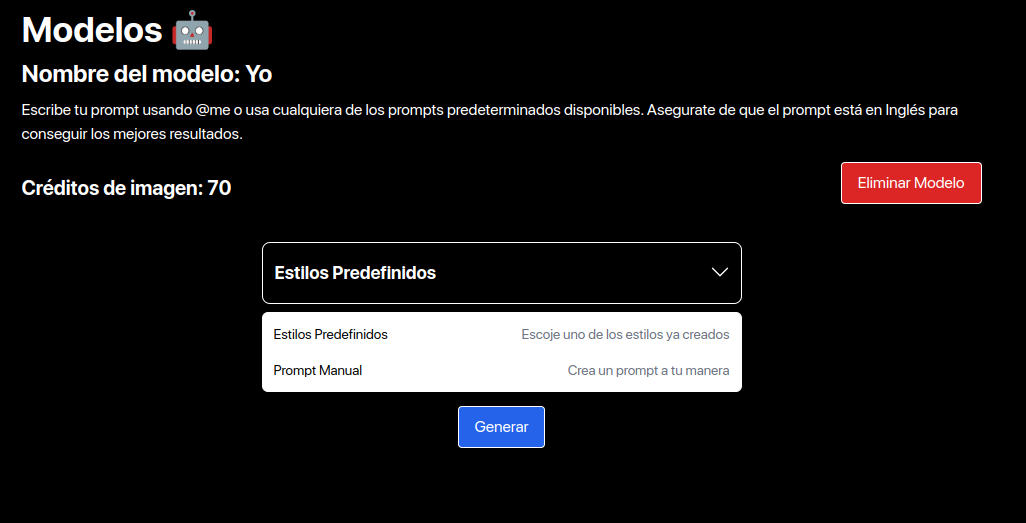 Modelos 🤖
Nombre del modelo: Yo
Escribe tu prompt usando @me o usa cualquiera de los prompts predeterminados disponibles. Asegurate de que el prompt está en Inglés para
conseguir los mejores resultados.
Créditos de imagen: 70
Eliminar Modelo
Estilos Predefinidos
Estilos Predefinidos Escoje uno de los estilos ya creados
Prompt Manual Crea un prompt a tu manera
Generar